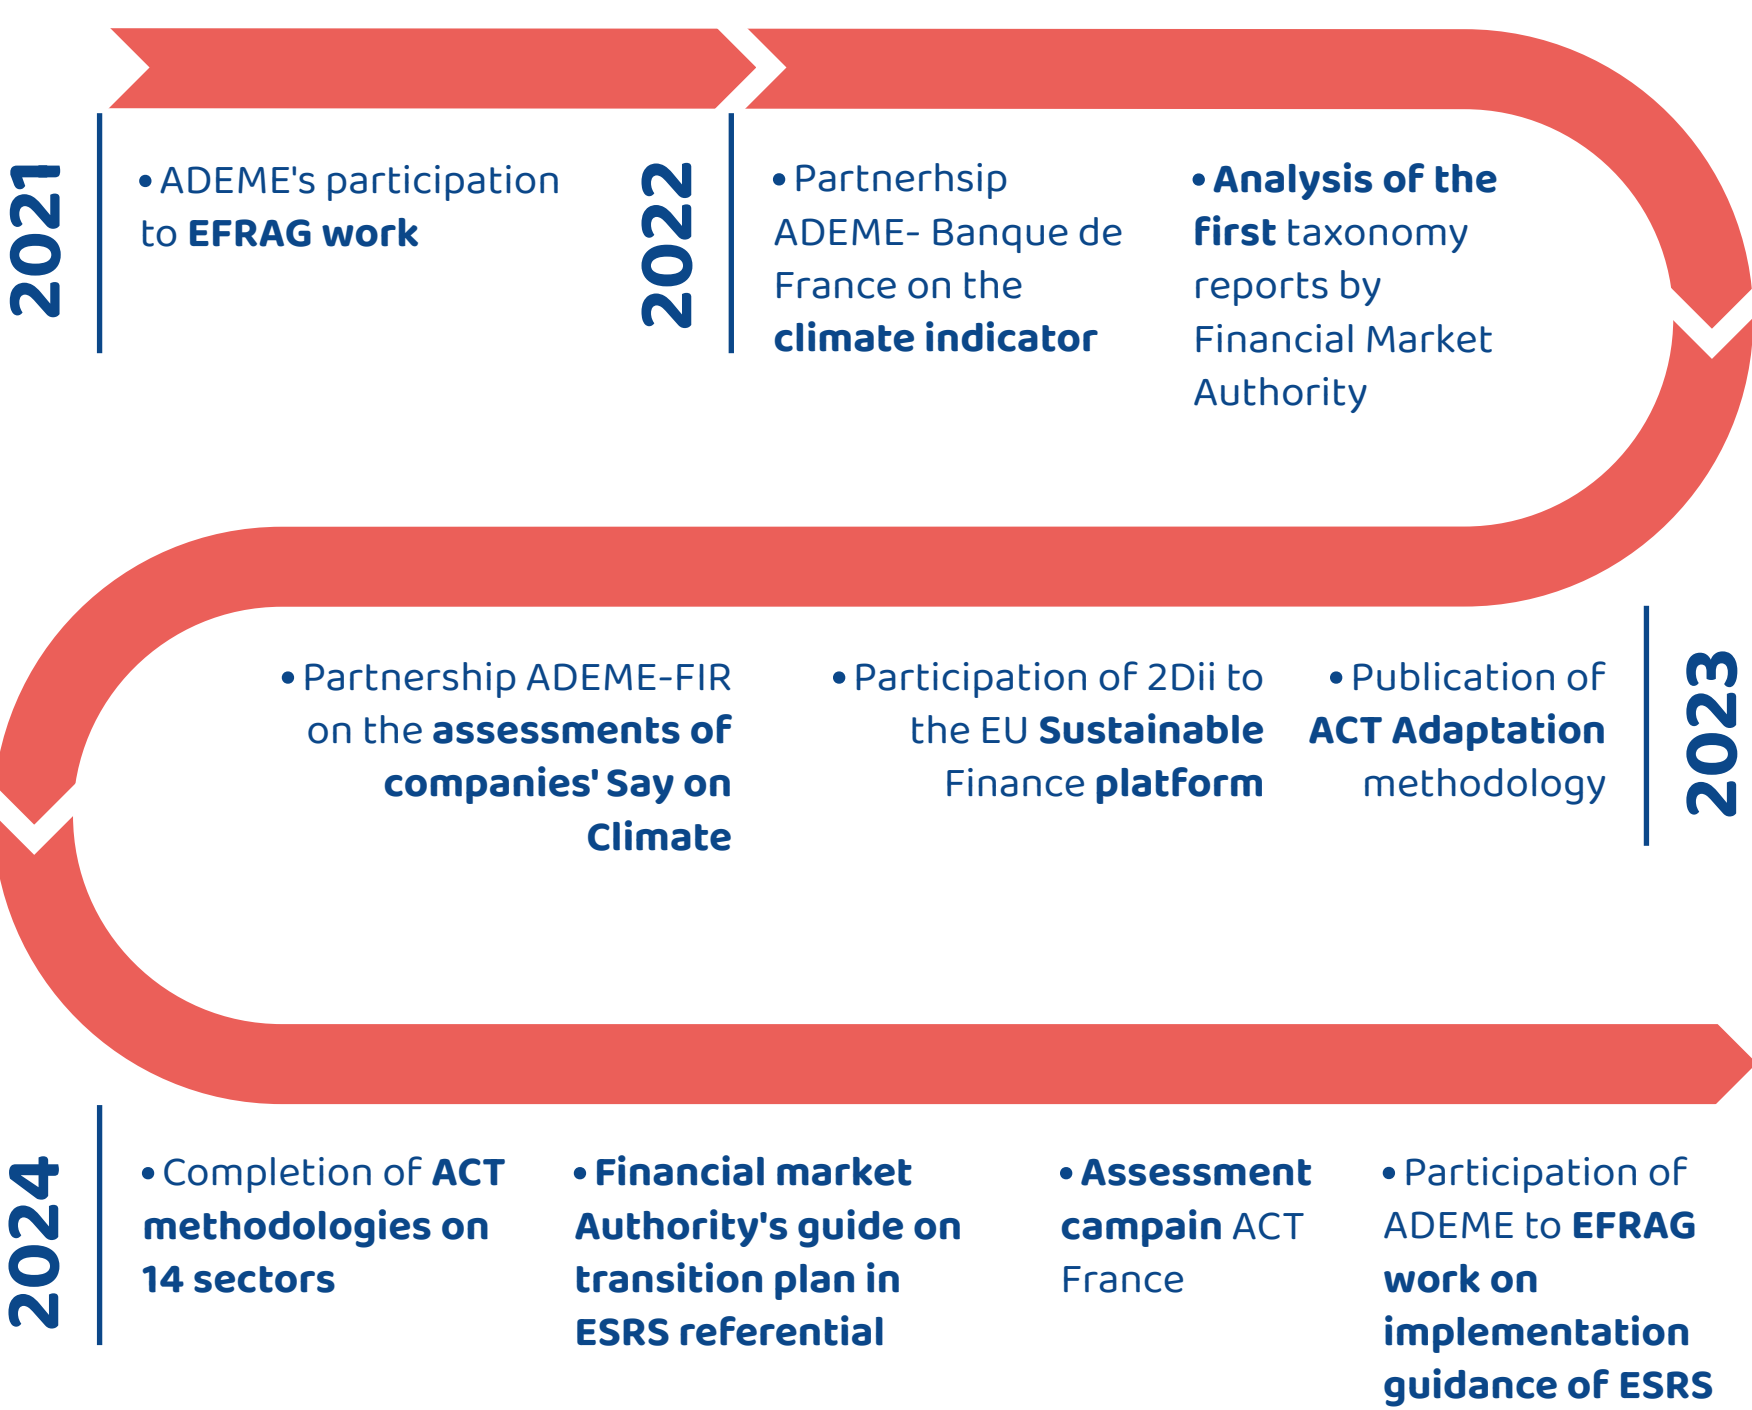 2021
• ADEME's participation
to EFRAG work
2022
• Partnerhsip
ADEME- Banque de
France on the
climate indicator
• Analysis of the
first taxonomy
reports by
Financial Market
Authority
2023
• Publication of
ACT Adaptation
methodology
• Participation of 2Dii to
the EU Sustainable
Finance platform
• Partnership ADEME-FIR
on the assessments of
companies' Say on
Climate
2024
• Completion of ACT
methodologies on
14 sectors
• Financial market
Authority's guide on
transition plan in
ESRS referential
• Assessment
campain ACT
France
• Participation of
ADEME to EFRAG
work on
implementation
guidance of ESRS